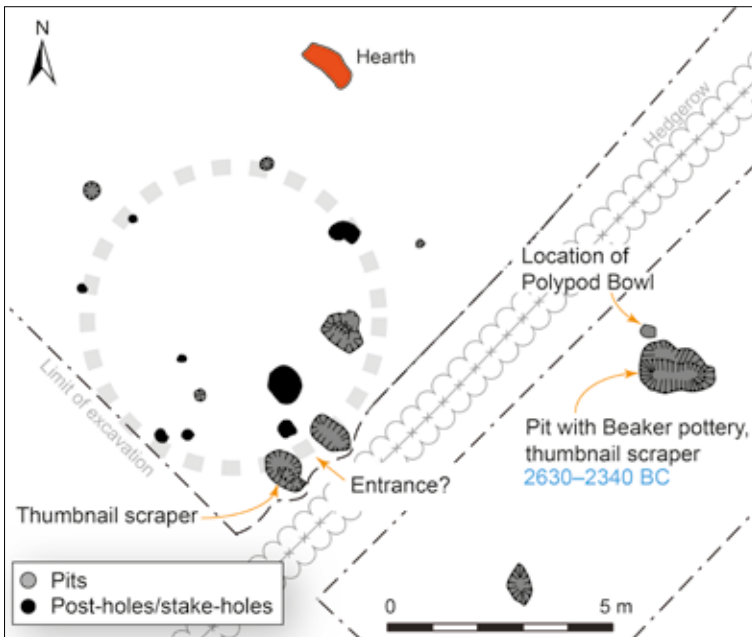 N
Hearth
Hedgerow
Location of
Polypod Bowl
Limit of excavation
Pit with Beaker pottery,
thumbnail scraper
2630–2340 BC
Entrance?
Thumbnail scraper
Pits
Post-holes/stake-holes
0
5 m